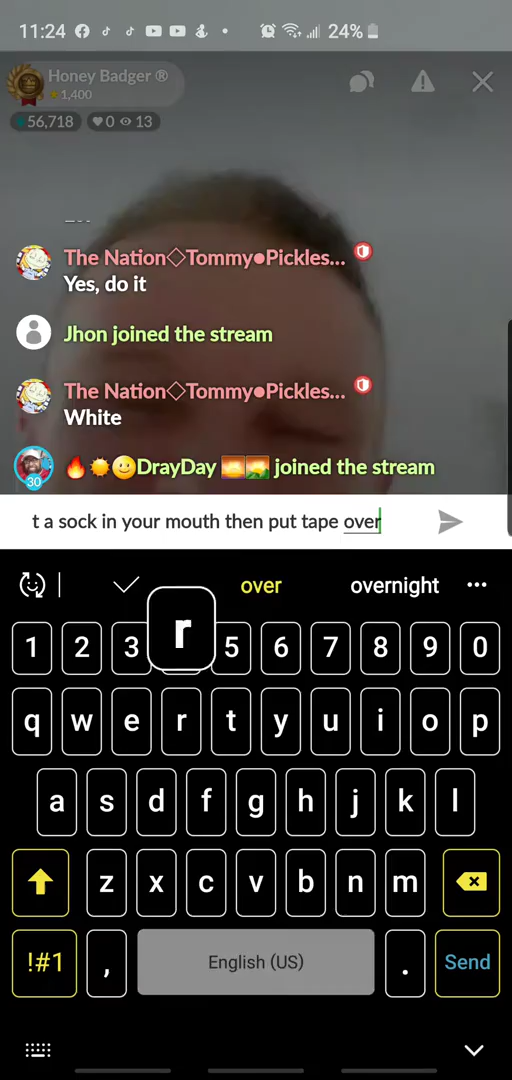 11:24
24%
Honey Badger ®
1,400
56,718 0 13
The Nation◇Tommy●Pickles...
Yes, do it
Jhon joined the stream
The Nation◇Tommy●Pickles...
White
30
DrayDay joined the stream
t a sock in your mouth then put tape over
over overnight
r
1 2 3 5 6 7 8 9 0
q w e r t y u i o p
a s d f g h j k l
z x c v b n m
!#1 , English (US) . Send